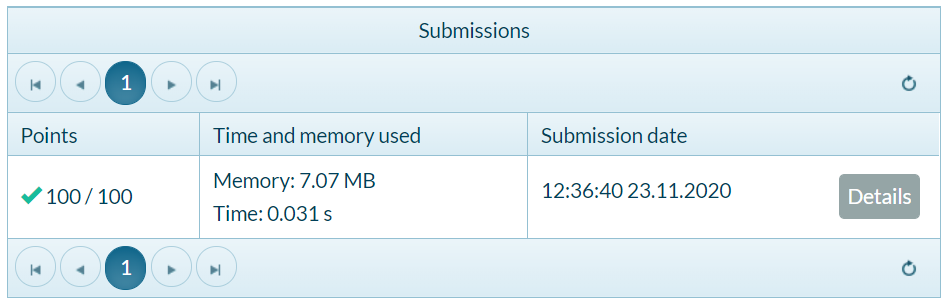 Submissions
1
Points Time and memory used Submission date
100 / 100 Memory: 7.07 MB 12:36:40 23.11.2020 Details
Time: 0.031 s
1